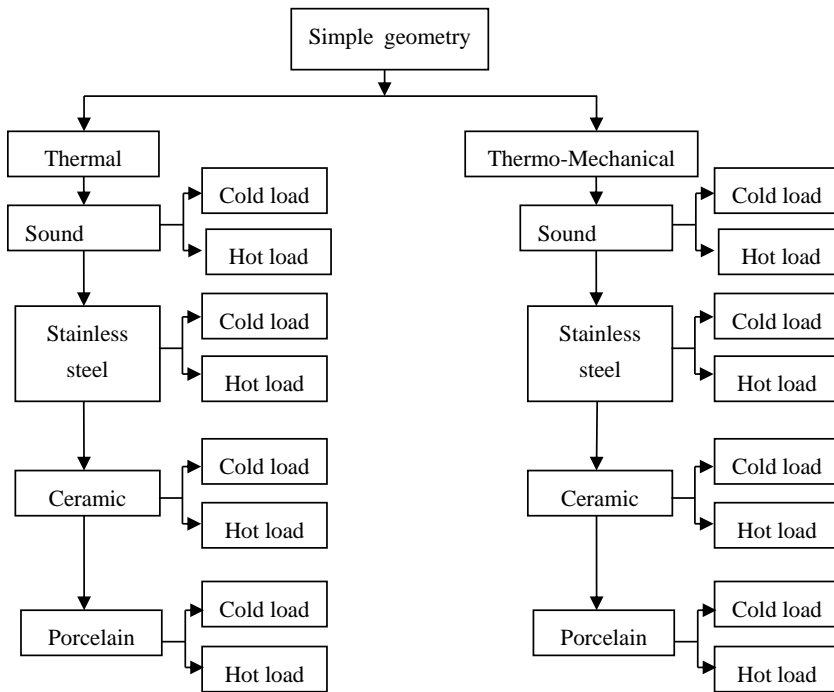 Simple geometry
Thermal
Cold load
Sound
Hot load
Stainless
steel
Cold load
Hot load
Ceramic
Cold load
Hot load
Porcelain
Cold load
Hot load
Thermo-Mechanical
Cold load
Sound
Hot load
Stainless
steel
Cold load
Hot load
Ceramic
Cold load
Hot load
Porcelain
Cold load
Hot load